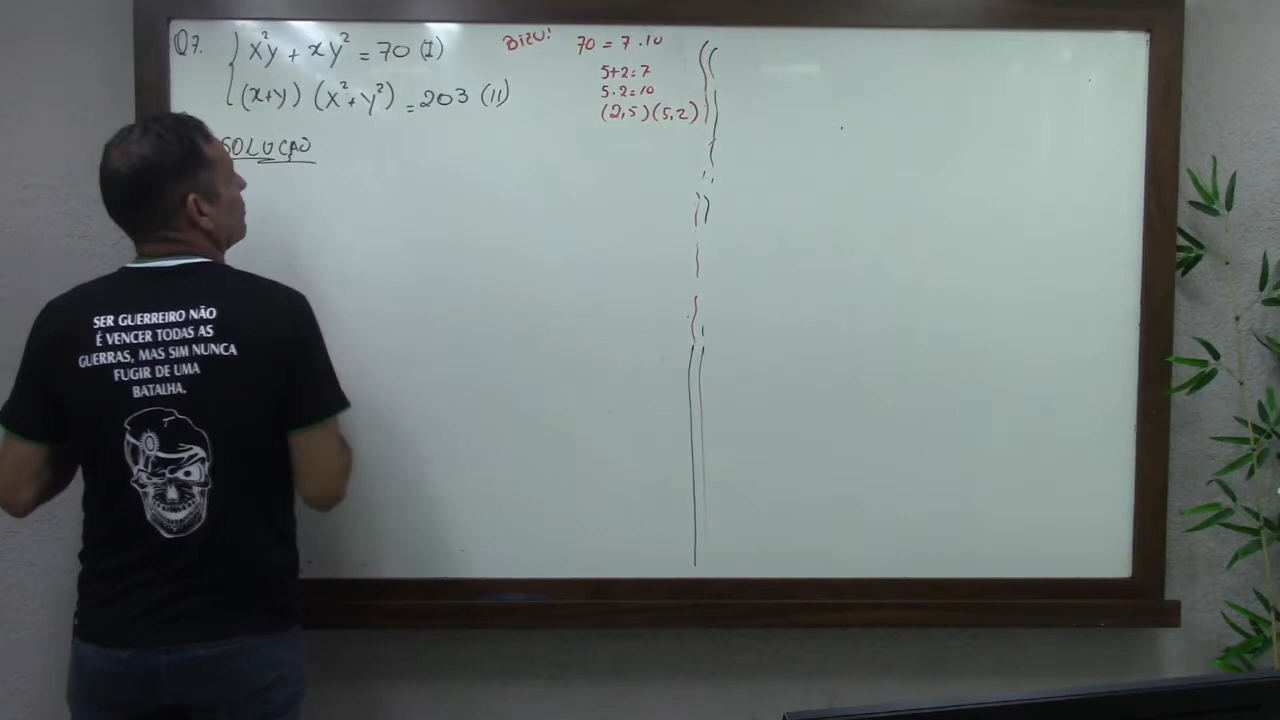 Q7. x²y + xy² = 70 (I)
(x+y) (x²+y²) = 203 (II)
SOLUÇÃO
BIZU!
70 = 7 . 10
5+2=7
5.2=10
(2,5) (5,2)
SER GUERREIRO NÃO
É VENCER TODAS AS
GUERRAS, MAS SIM NUNCA
FUGIR DE UMA
BATALHA.